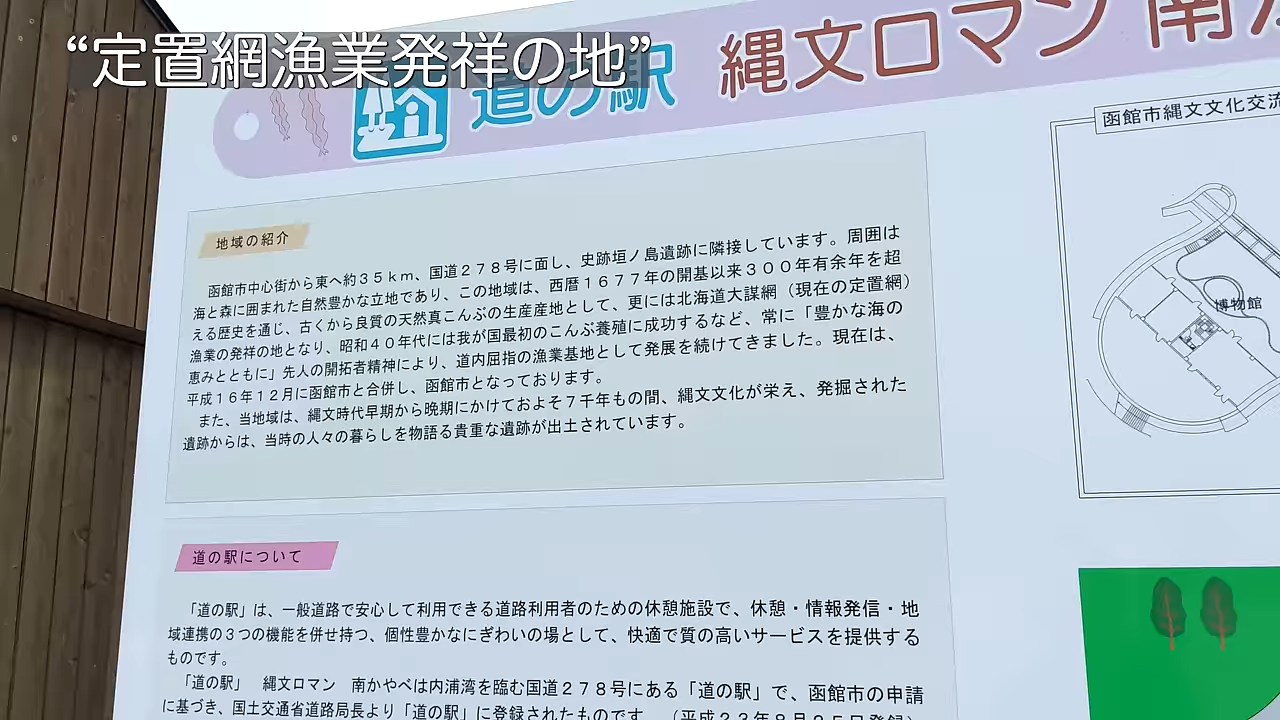 “定置網漁業発祥の地”
道の駅 縄文ロマン 南
地域の紹介
函館市中心街から東へ約35km、国道278号に面し、史跡垣ノ島遺跡に隣接しています。周囲は
海と森に囲まれた自然豊かな立地であり、この地域は、西暦1677年の開基以来300年有余年を超
える歴史を通じ、古くから良質の天然真こんぶの生産産地として、更には北海道大謀網（現在の定置網）
漁業の発祥の地となり、昭和40年代には我が国最初のこんぶ養殖に成功するなど、常に「豊かな海の
恵みとともに」先人の開拓者精神により、道内屈指の漁業基地として発展を続けてきました。現在は、
平成16年12月に函館市と合併し、函館市となっております。
また、当地域は、縄文時代早期から晩期にかけておよそ7千年もの間、縄文文化が栄え、発掘された
遺跡からは、当時の人々の暮らしを物語る貴重な遺跡が出土されています。
道の駅について
「道の駅」は、一般道路で安心して利用できる道路利用者のための休憩施設で、休憩・情報発信・地
域連携の3つの機能を併せ持つ、個性豊かなにぎわいの場として、快適で質の高いサービスを提供する
ものです。
「道の駅」　縄文ロマン　南かやべは内浦湾を臨む国道278号にある「道の駅」で、函館市の申請
に基づき、国土交通省道路局長より「道の駅」に登録されたものです。（平成23年8月25日登録）
函館市縄文文化交流
博物館